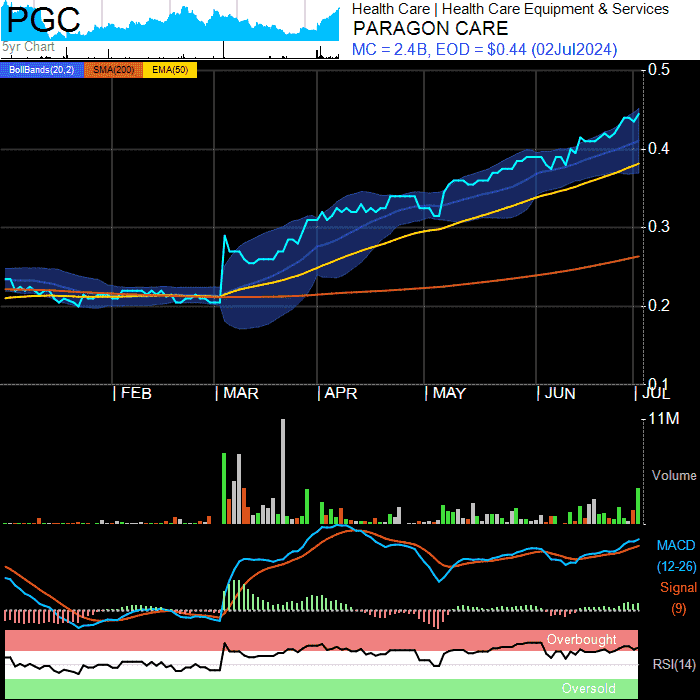 PGC
5yr Chart
Health Care | Health Care Equipment & Services
PARAGON CARE
MC = 2.4B, EOD = $0.44 (02Jul2024)
BollBands(20,2) SMA(200) EMA(50)
0.5
0.4
0.3
0.2
0.1
| FEB | MAR | APR | MAY | JUN | JUL
11M
Volume
MACD
(12-26)
Signal
(9)
Overbought
RSI(14)
Oversold